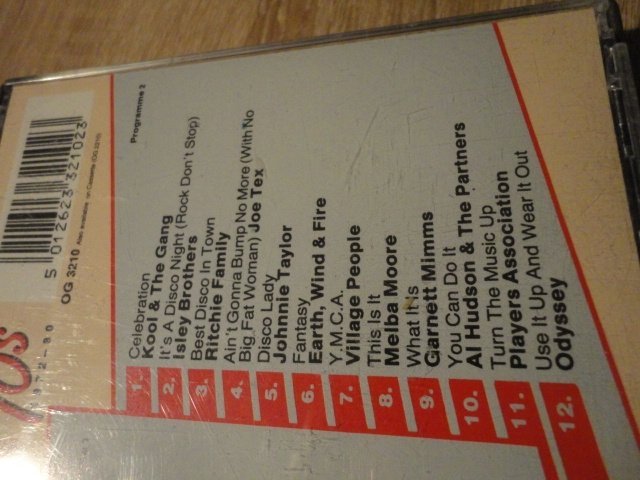 Programme 2
1. Celebration
Kool & The Gang
2. It's A Disco Night (Rock Don't Stop)
Isley Brothers
3. Best Disco In Town
Ritchie Family
4. Ain't Gonna Bump No More (With No
Big Fat Woman) Joe Tex
5. Disco Lady
Johnnie Taylor
6. Fantasy
Earth, Wind & Fire
7. Y.M.C.A.
Village People
8. This Is It
Melba Moore
9. What It Is
Garnett Mimms
10. You Can Do It
Al Hudson & The Partners
11. Turn The Music Up
Players Association
12. Use It Up And Wear It Out
Odyssey
5 012623 321023
OG 3210 Also available on Cassette